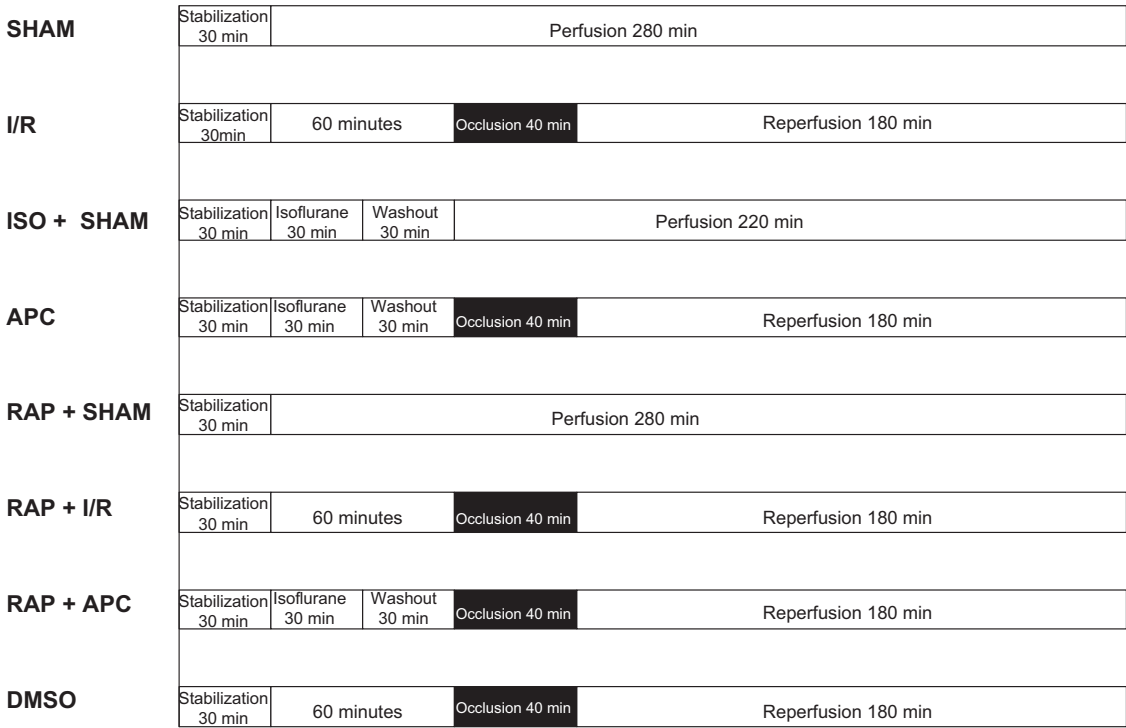 SHAM
Stabilization
30 min
Perfusion 280 min
I/R
Stabilization
30min
60 minutes
Occlusion 40 min
Reperfusion 180 min
ISO + SHAM
Stabilization
30 min
Isoflurane
30 min
Washout
30 min
Perfusion 220 min
APC
Stabilization
30 min
Isoflurane
30 min
Washout
30 min
Occlusion 40 min
Reperfusion 180 min
RAP + SHAM
Stabilization
30 min
Perfusion 280 min
RAP + I/R
Stabilization
30 min
60 minutes
Occlusion 40 min
Reperfusion 180 min
RAP + APC
Stabilization
30 min
Isoflurane
30 min
Washout
30 min
Occlusion 40 min
Reperfusion 180 min
DMSO
Stabilization
30 min
60 minutes
Occlusion 40 min
Reperfusion 180 min